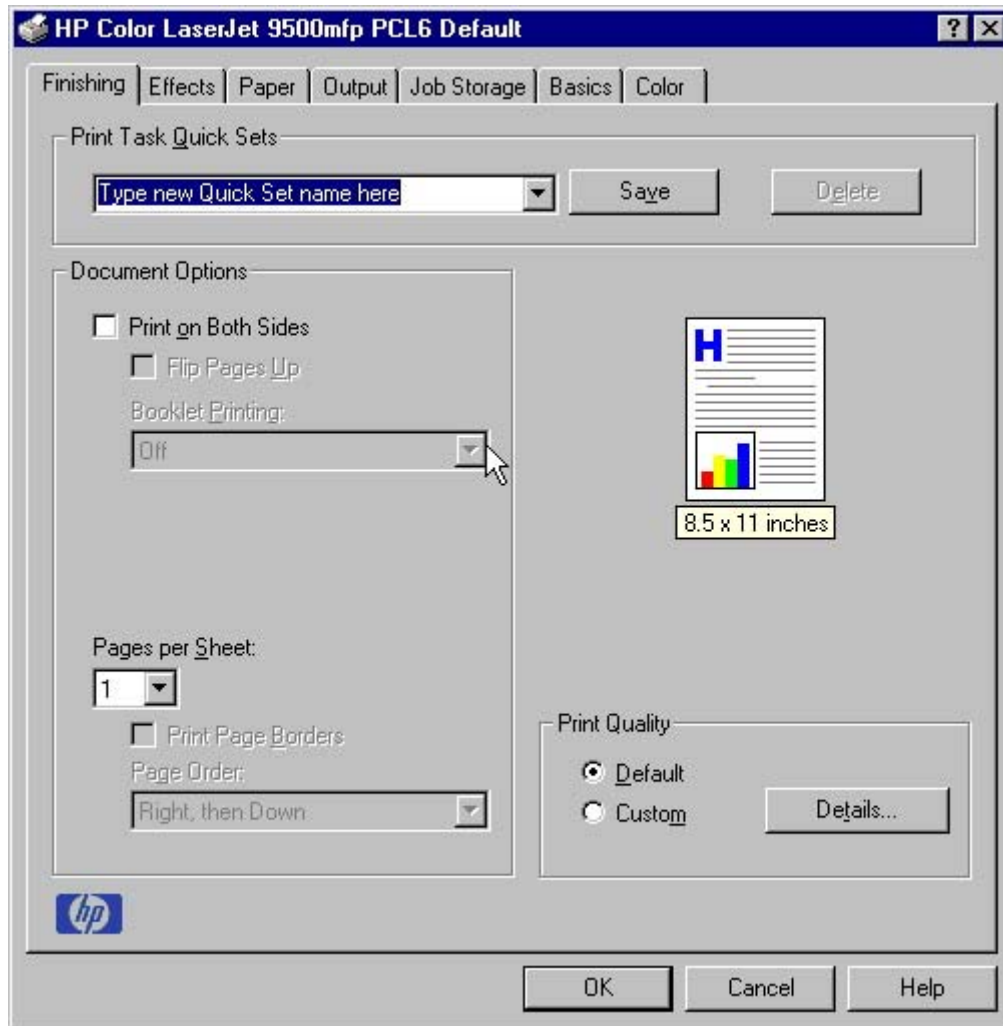 HP Color LaserJet 9500mfp PCL6 Default
Finishing Effects Paper Output Job Storage Basics Color
Print Task Quick Sets
Type new Quick Set name here Save Delete
Document Options
Print on Both Sides
Flip Pages Up
Booklet Printing:
Off
H
8.5 x 11 inches
Pages per Sheet:
1
Print Page Borders
Page Order:
Right, then Down
Print Quality
Default
Custom
Details...
hp
OK Cancel Help